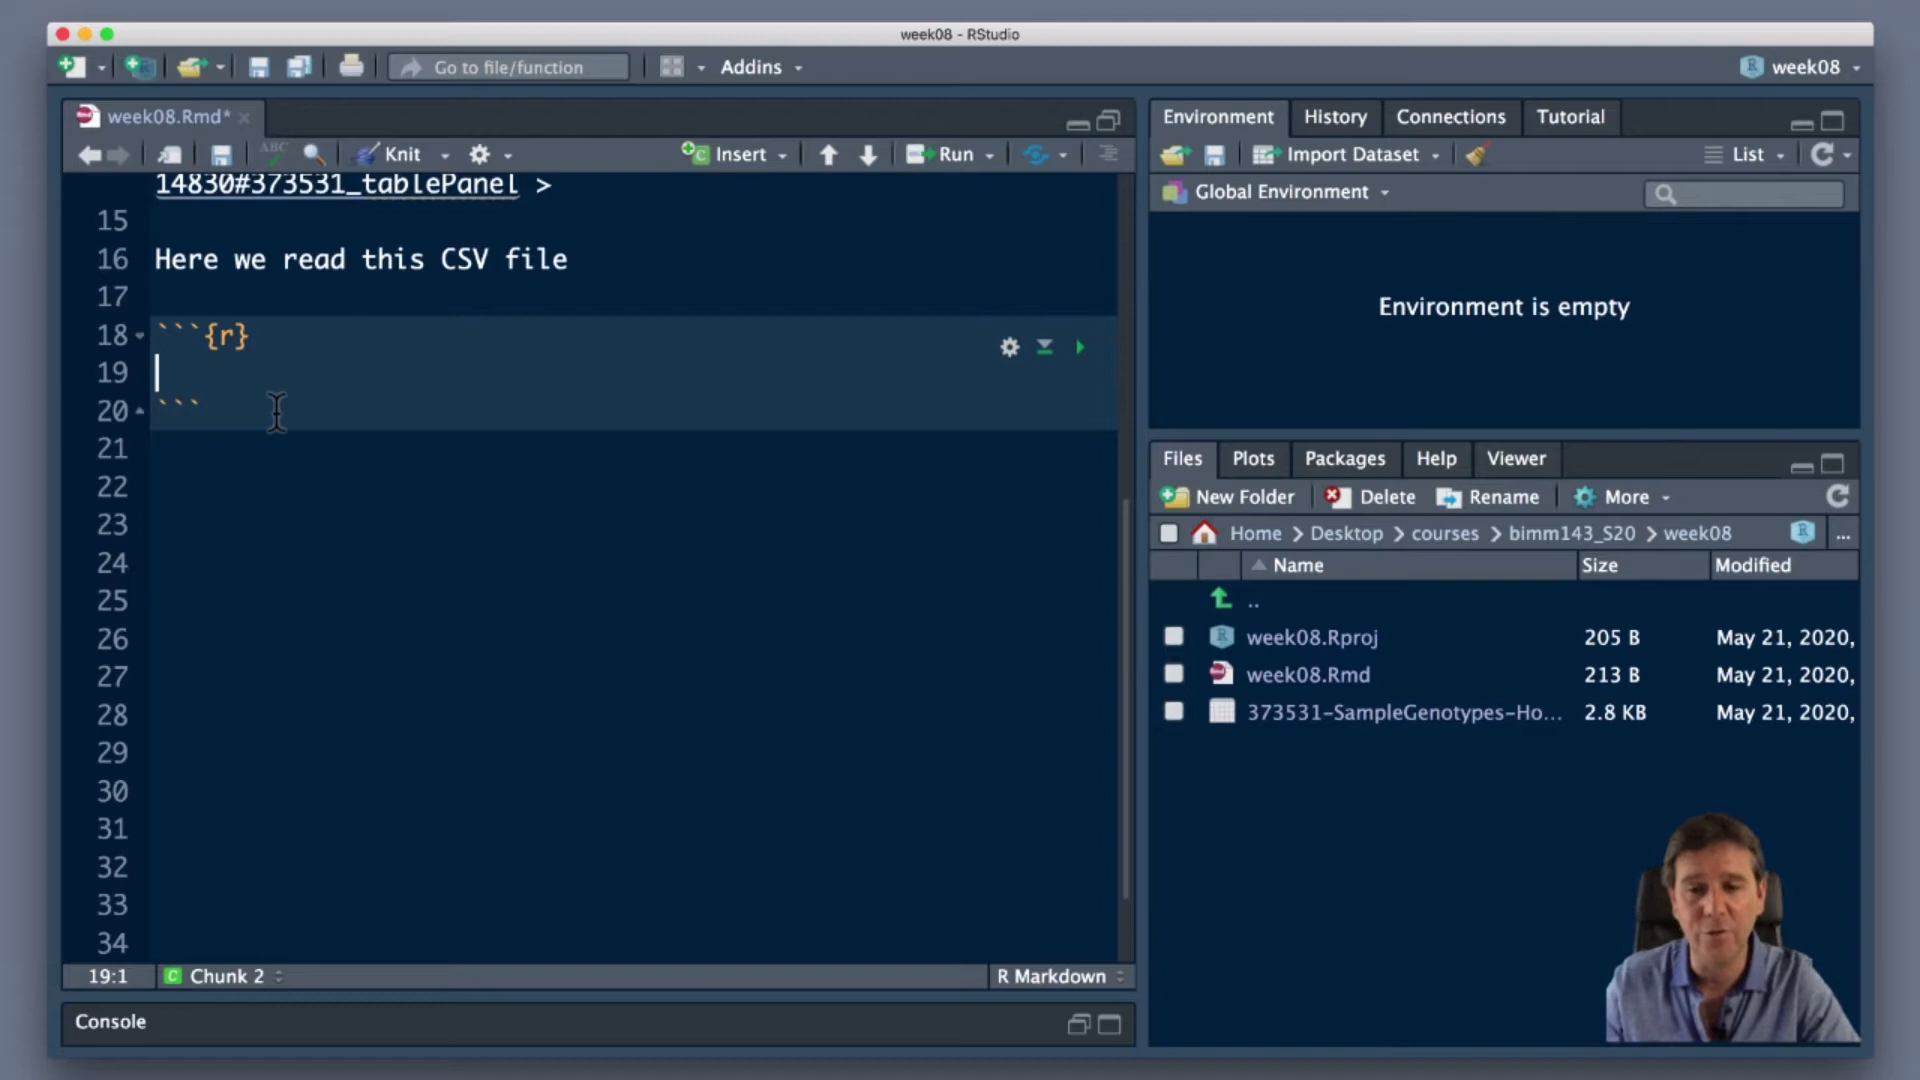 week08 - RStudio
Go to file/function
Addins
week08
week08.Rmd*
ABC
Knit
Insert
Run
14830#373531_tablePanel >
15
16 Here we read this CSV file
17
18 ```{r}
19
20 ```
21
22
23
24
25
26
27
28
29
30
31
32
33
34
19:1
C Chunk 2
R Markdown
Console
Environment History Connections Tutorial
Import Dataset
List
Global Environment
Environment is empty
Files Plots Packages Help Viewer
New Folder Delete Rename More
Home > Desktop > courses > bimm143_S20 > week08 ...
Name Size Modified
..
week08.Rproj 205 B May 21, 2020,
week08.Rmd 213 B May 21, 2020,
373531-SampleGenotypes-Ho... 2.8 KB May 21, 2020,